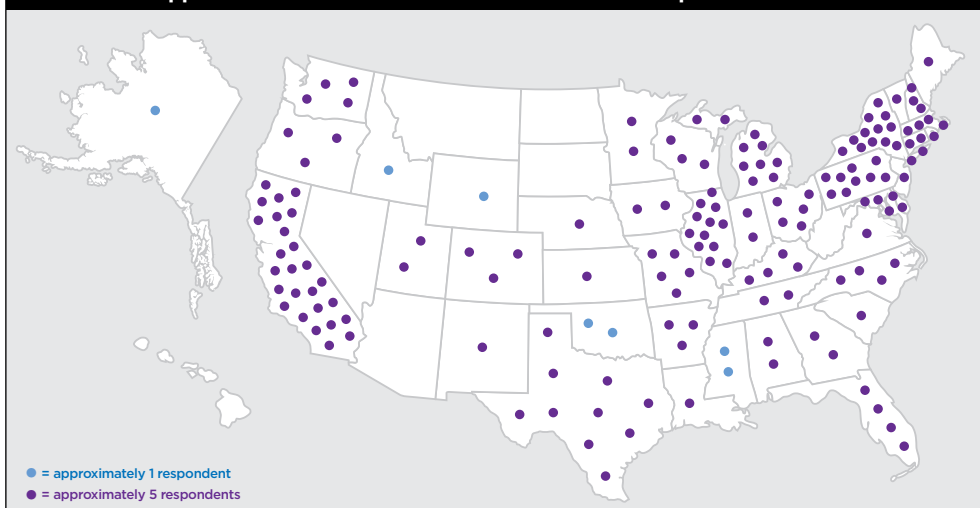 = approximately 1 respondent
= approximately 5 respondents